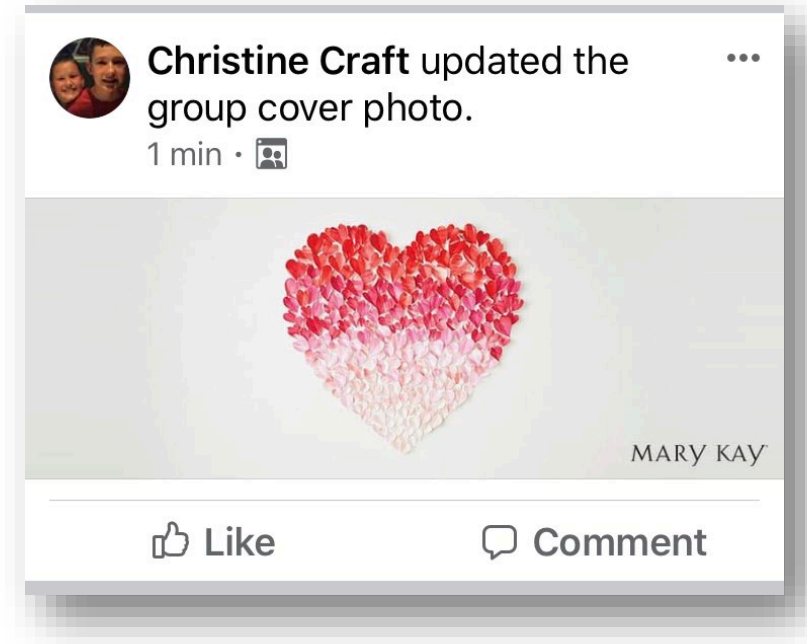 Christine Craft updated the
group cover photo.
1 min ·
MARY KAY
Like
Comment